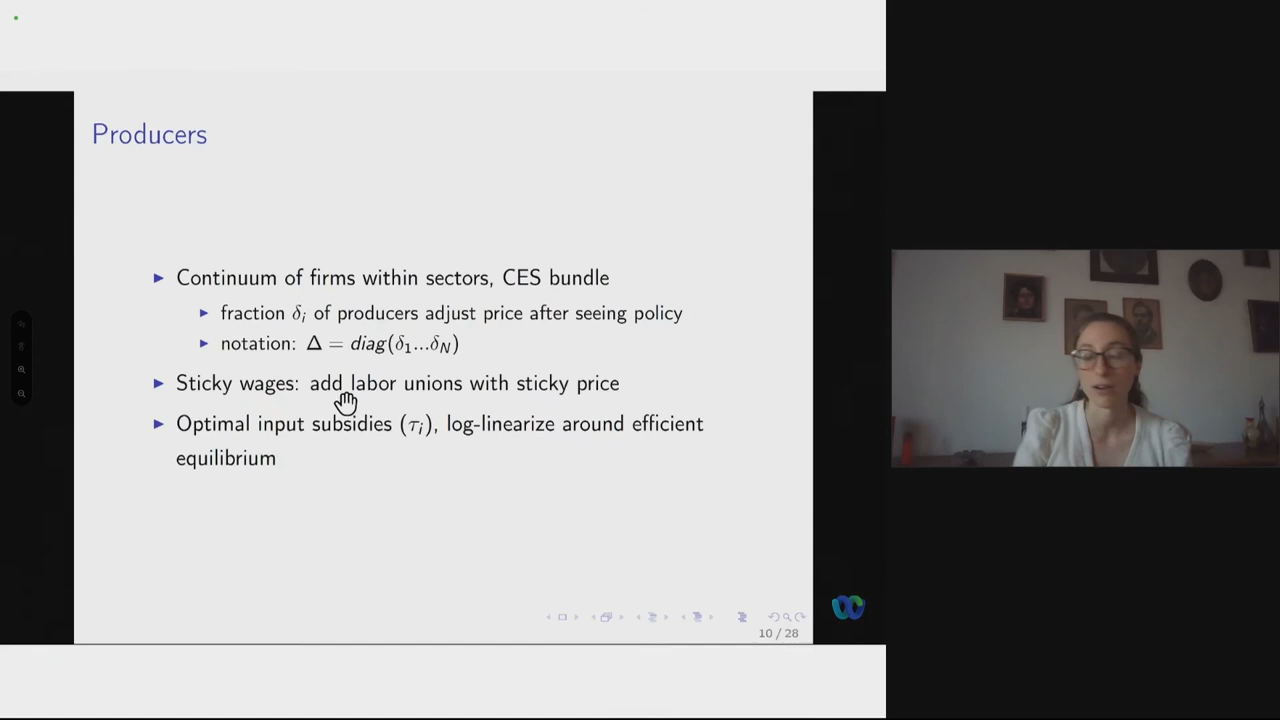 Producers
▶ Continuum of firms within sectors, CES bundle
▶ fraction δᵢ of producers adjust price after seeing policy
▶ notation: Δ = diag(δ₁...δ_N)
▶ Sticky wages: add labor unions with sticky price
▶ Optimal input subsidies (τᵢ), log-linearize around efficient
equilibrium
10 / 28